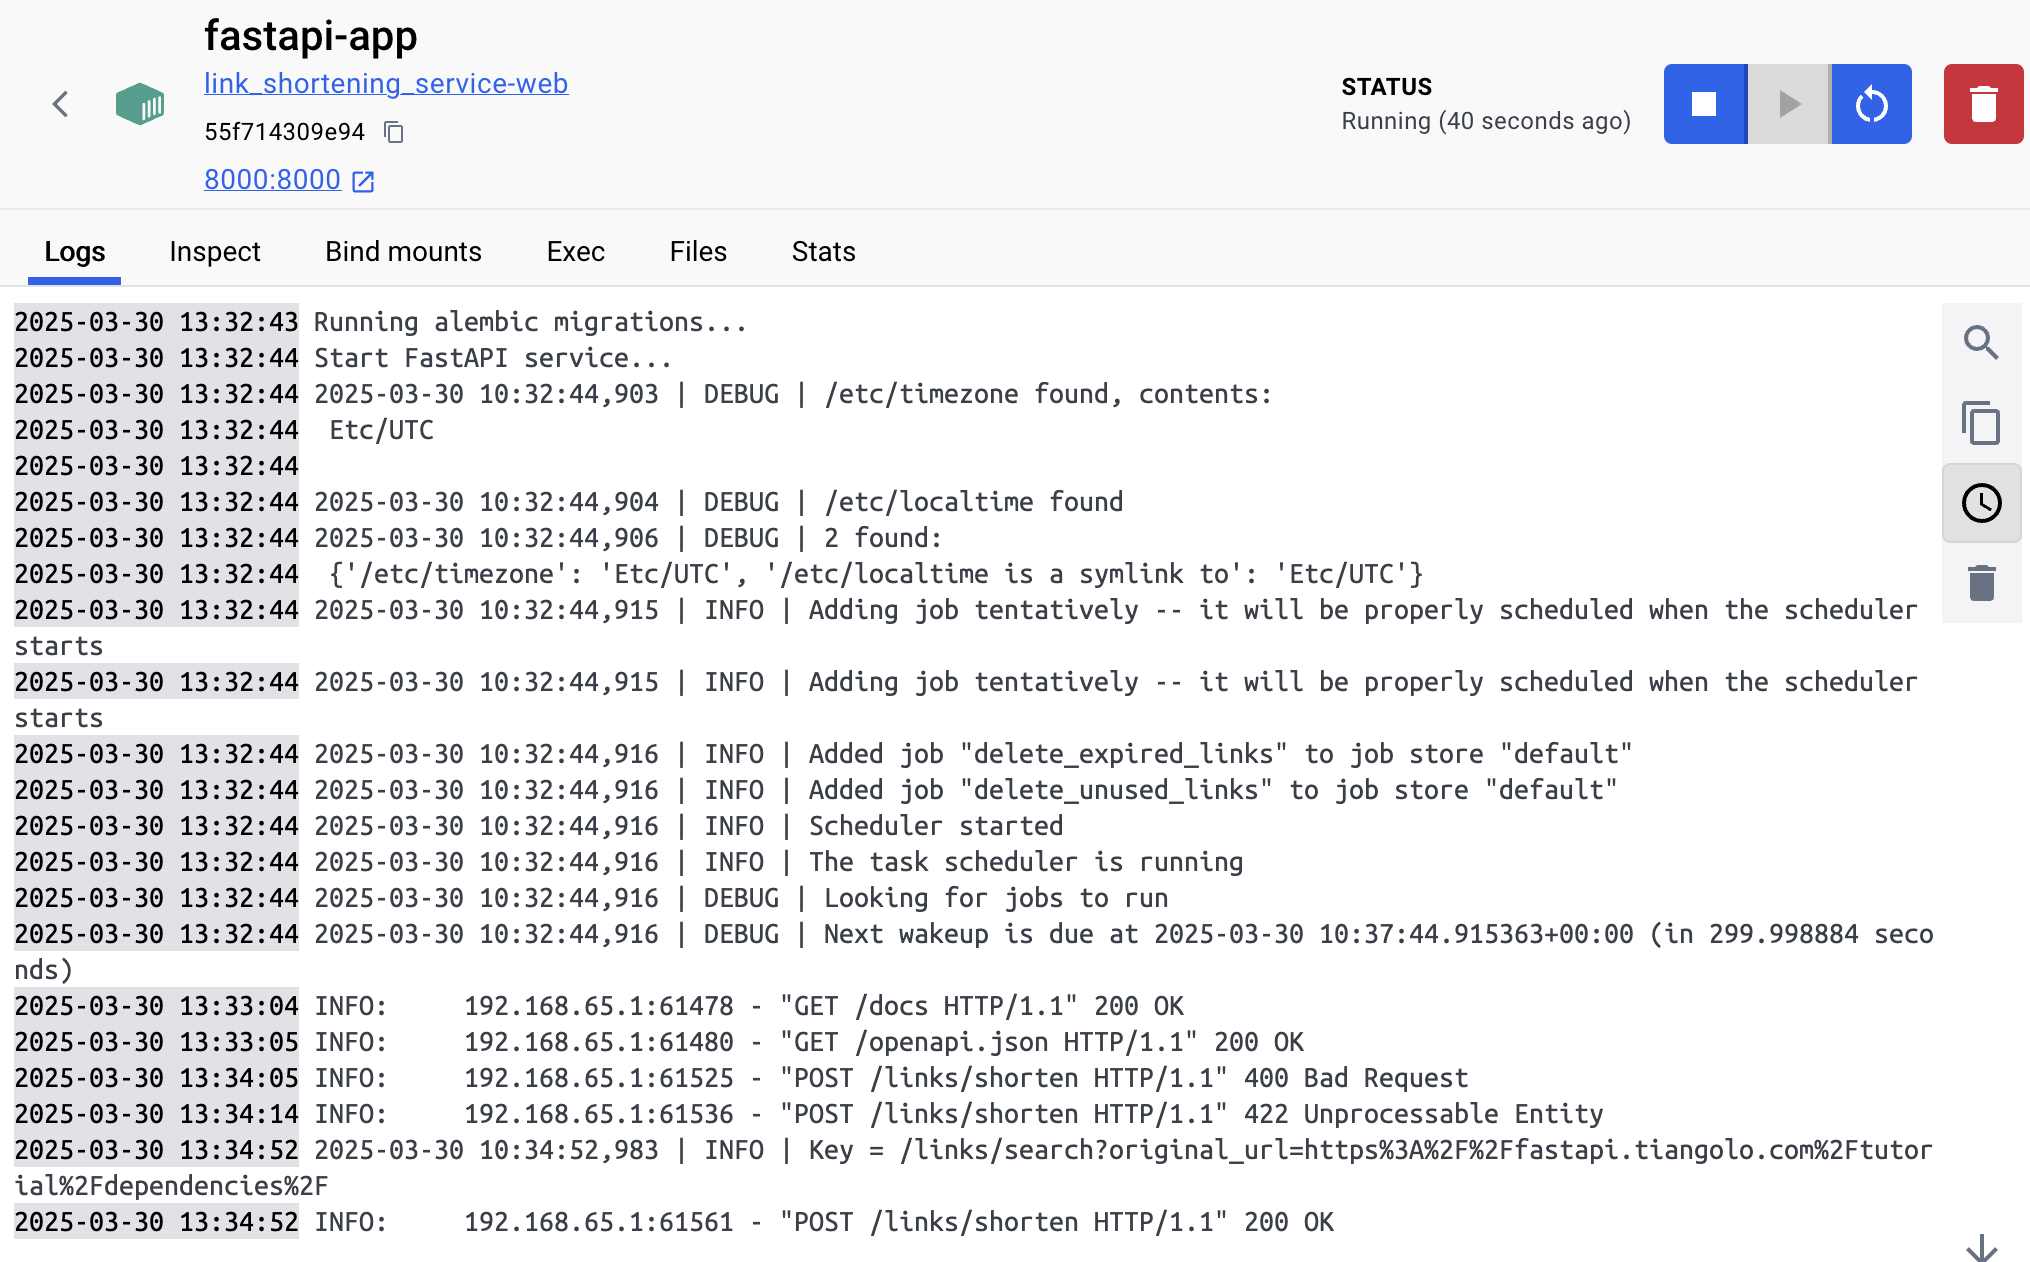 fastapi-app
link_shortening_service-web
55f714309e94
8000:8000
STATUS
Running (40 seconds ago)
Logs Inspect Bind mounts Exec Files Stats
2025-03-30 13:32:43 Running alembic migrations...
2025-03-30 13:32:44 Start FastAPI service...
2025-03-30 13:32:44 2025-03-30 10:32:44,903 | DEBUG | /etc/timezone found, contents:
2025-03-30 13:32:44  Etc/UTC
2025-03-30 13:32:44
2025-03-30 13:32:44 2025-03-30 10:32:44,904 | DEBUG | /etc/localtime found
2025-03-30 13:32:44 2025-03-30 10:32:44,906 | DEBUG | 2 found:
2025-03-30 13:32:44  {'/etc/timezone': 'Etc/UTC', '/etc/localtime is a symlink to': 'Etc/UTC'}
2025-03-30 13:32:44 2025-03-30 10:32:44,915 | INFO | Adding job tentatively -- it will be properly scheduled when the scheduler
starts
2025-03-30 13:32:44 2025-03-30 10:32:44,915 | INFO | Adding job tentatively -- it will be properly scheduled when the scheduler
starts
2025-03-30 13:32:44 2025-03-30 10:32:44,916 | INFO | Added job "delete_expired_links" to job store "default"
2025-03-30 13:32:44 2025-03-30 10:32:44,916 | INFO | Added job "delete_unused_links" to job store "default"
2025-03-30 13:32:44 2025-03-30 10:32:44,916 | INFO | Scheduler started
2025-03-30 13:32:44 2025-03-30 10:32:44,916 | INFO | The task scheduler is running
2025-03-30 13:32:44 2025-03-30 10:32:44,916 | DEBUG | Looking for jobs to run
2025-03-30 13:32:44 2025-03-30 10:32:44,916 | DEBUG | Next wakeup is due at 2025-03-30 10:37:44.915363+00:00 (in 299.998884 seco
nds)
2025-03-30 13:33:04 INFO:     192.168.65.1:61478 - "GET /docs HTTP/1.1" 200 OK
2025-03-30 13:33:05 INFO:     192.168.65.1:61480 - "GET /openapi.json HTTP/1.1" 200 OK
2025-03-30 13:34:05 INFO:     192.168.65.1:61525 - "POST /links/shorten HTTP/1.1" 400 Bad Request
2025-03-30 13:34:14 INFO:     192.168.65.1:61536 - "POST /links/shorten HTTP/1.1" 422 Unprocessable Entity
2025-03-30 13:34:52 2025-03-30 10:34:52,983 | INFO | Key = /links/search?original_url=https%3A%2F%2Ffastapi.tiangolo.com%2Ftutor
ial%2Fdependencies%2F
2025-03-30 13:34:52 INFO:     192.168.65.1:61561 - "POST /links/shorten HTTP/1.1" 200 OK